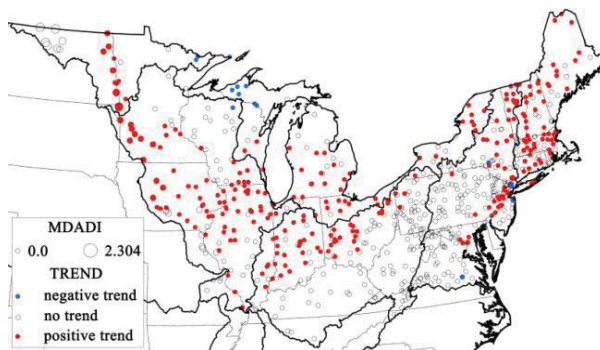 MDADI
0.0 2.304
TREND
negative trend
no trend
positive trend